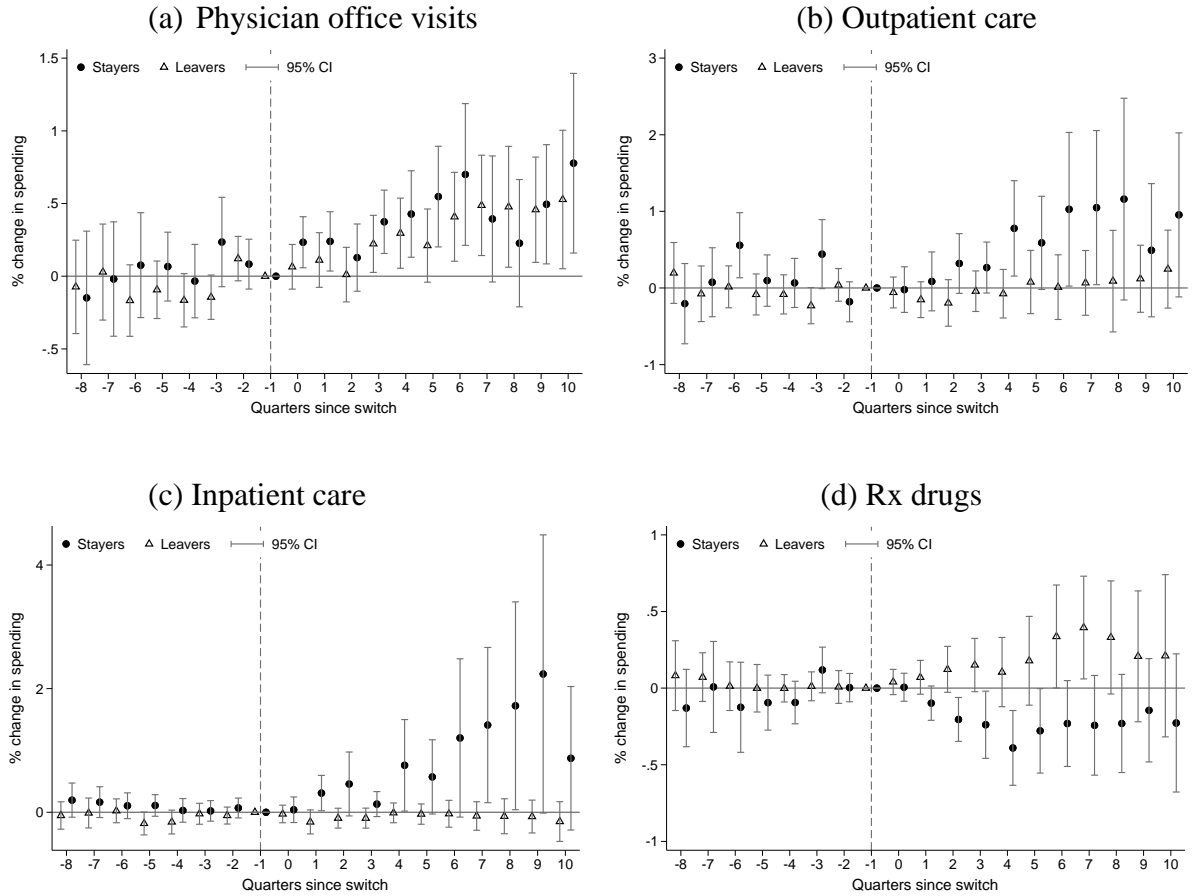 (a) Physician office visits
Stayers Leavers 95% CI
% change in spending
1.5
1
.5
0
-.5
-8 -7 -6 -5 -4 -3 -2 -1 0 1 2 3 4 5 6 7 8 9 10
Quarters since switch
(b) Outpatient care
Stayers Leavers 95% CI
% change in spending
3
2
1
0
-1
-8 -7 -6 -5 -4 -3 -2 -1 0 1 2 3 4 5 6 7 8 9 10
Quarters since switch
(c) Inpatient care
Stayers Leavers 95% CI
% change in spending
4
2
0
-8 -7 -6 -5 -4 -3 -2 -1 0 1 2 3 4 5 6 7 8 9 10
Quarters since switch
(d) Rx drugs
Stayers Leavers 95% CI
% change in spending
1
.5
0
-.5
-1
-8 -7 -6 -5 -4 -3 -2 -1 0 1 2 3 4 5 6 7 8 9 10
Quarters since switch